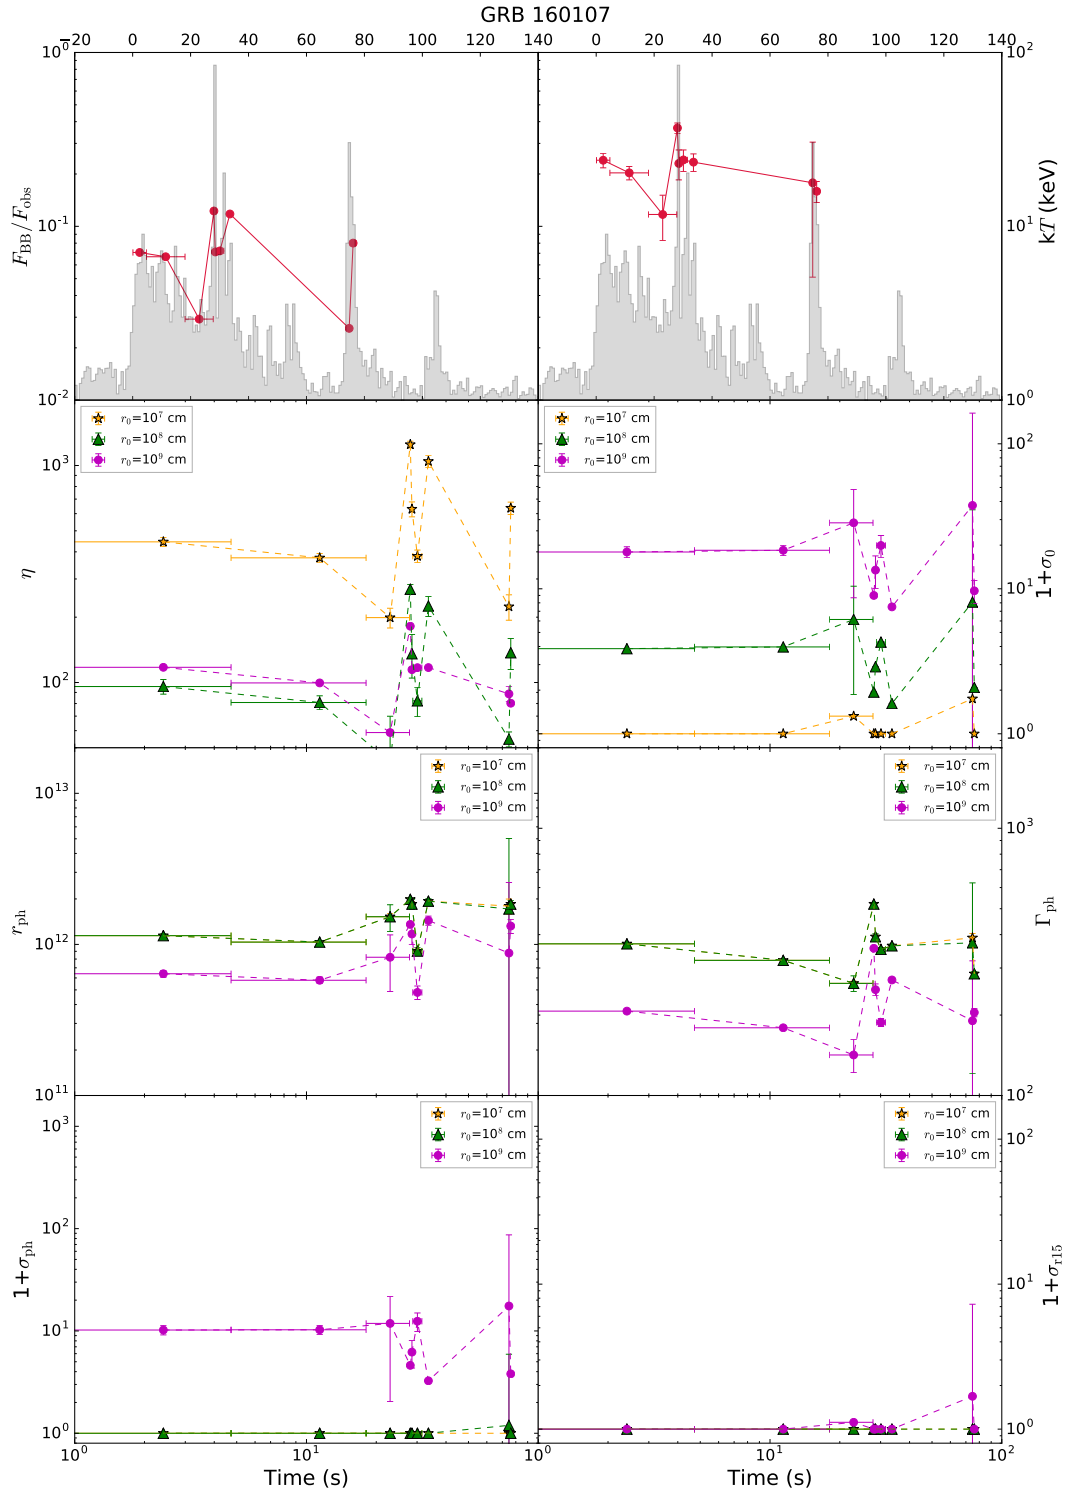 GRB 160107
−20 0 20 40 60 80 100 120 140
0 20 40 60 80 100 120 140
10⁰
10⁻¹
10⁻²
F_BB/F_obs
10²
10¹
10⁰
kT (keV)
r₀=10⁷ cm
r₀=10⁸ cm
r₀=10⁹ cm
10³
10²
η
r₀=10⁷ cm
r₀=10⁸ cm
r₀=10⁹ cm
10²
10¹
10⁰
1+σ₀
r₀=10⁷ cm
r₀=10⁸ cm
r₀=10⁹ cm
10¹³
10¹²
10¹¹
r_ph
r₀=10⁷ cm
r₀=10⁸ cm
r₀=10⁹ cm
10³
10²
Γ_ph
r₀=10⁷ cm
r₀=10⁸ cm
r₀=10⁹ cm
10³
10²
10¹
10⁰
1+σ_ph
r₀=10⁷ cm
r₀=10⁸ cm
r₀=10⁹ cm
10²
10¹
10⁰
1+σ_r15
10⁰ 10¹ 10⁰ 10¹ 10²
Time (s)
Time (s)